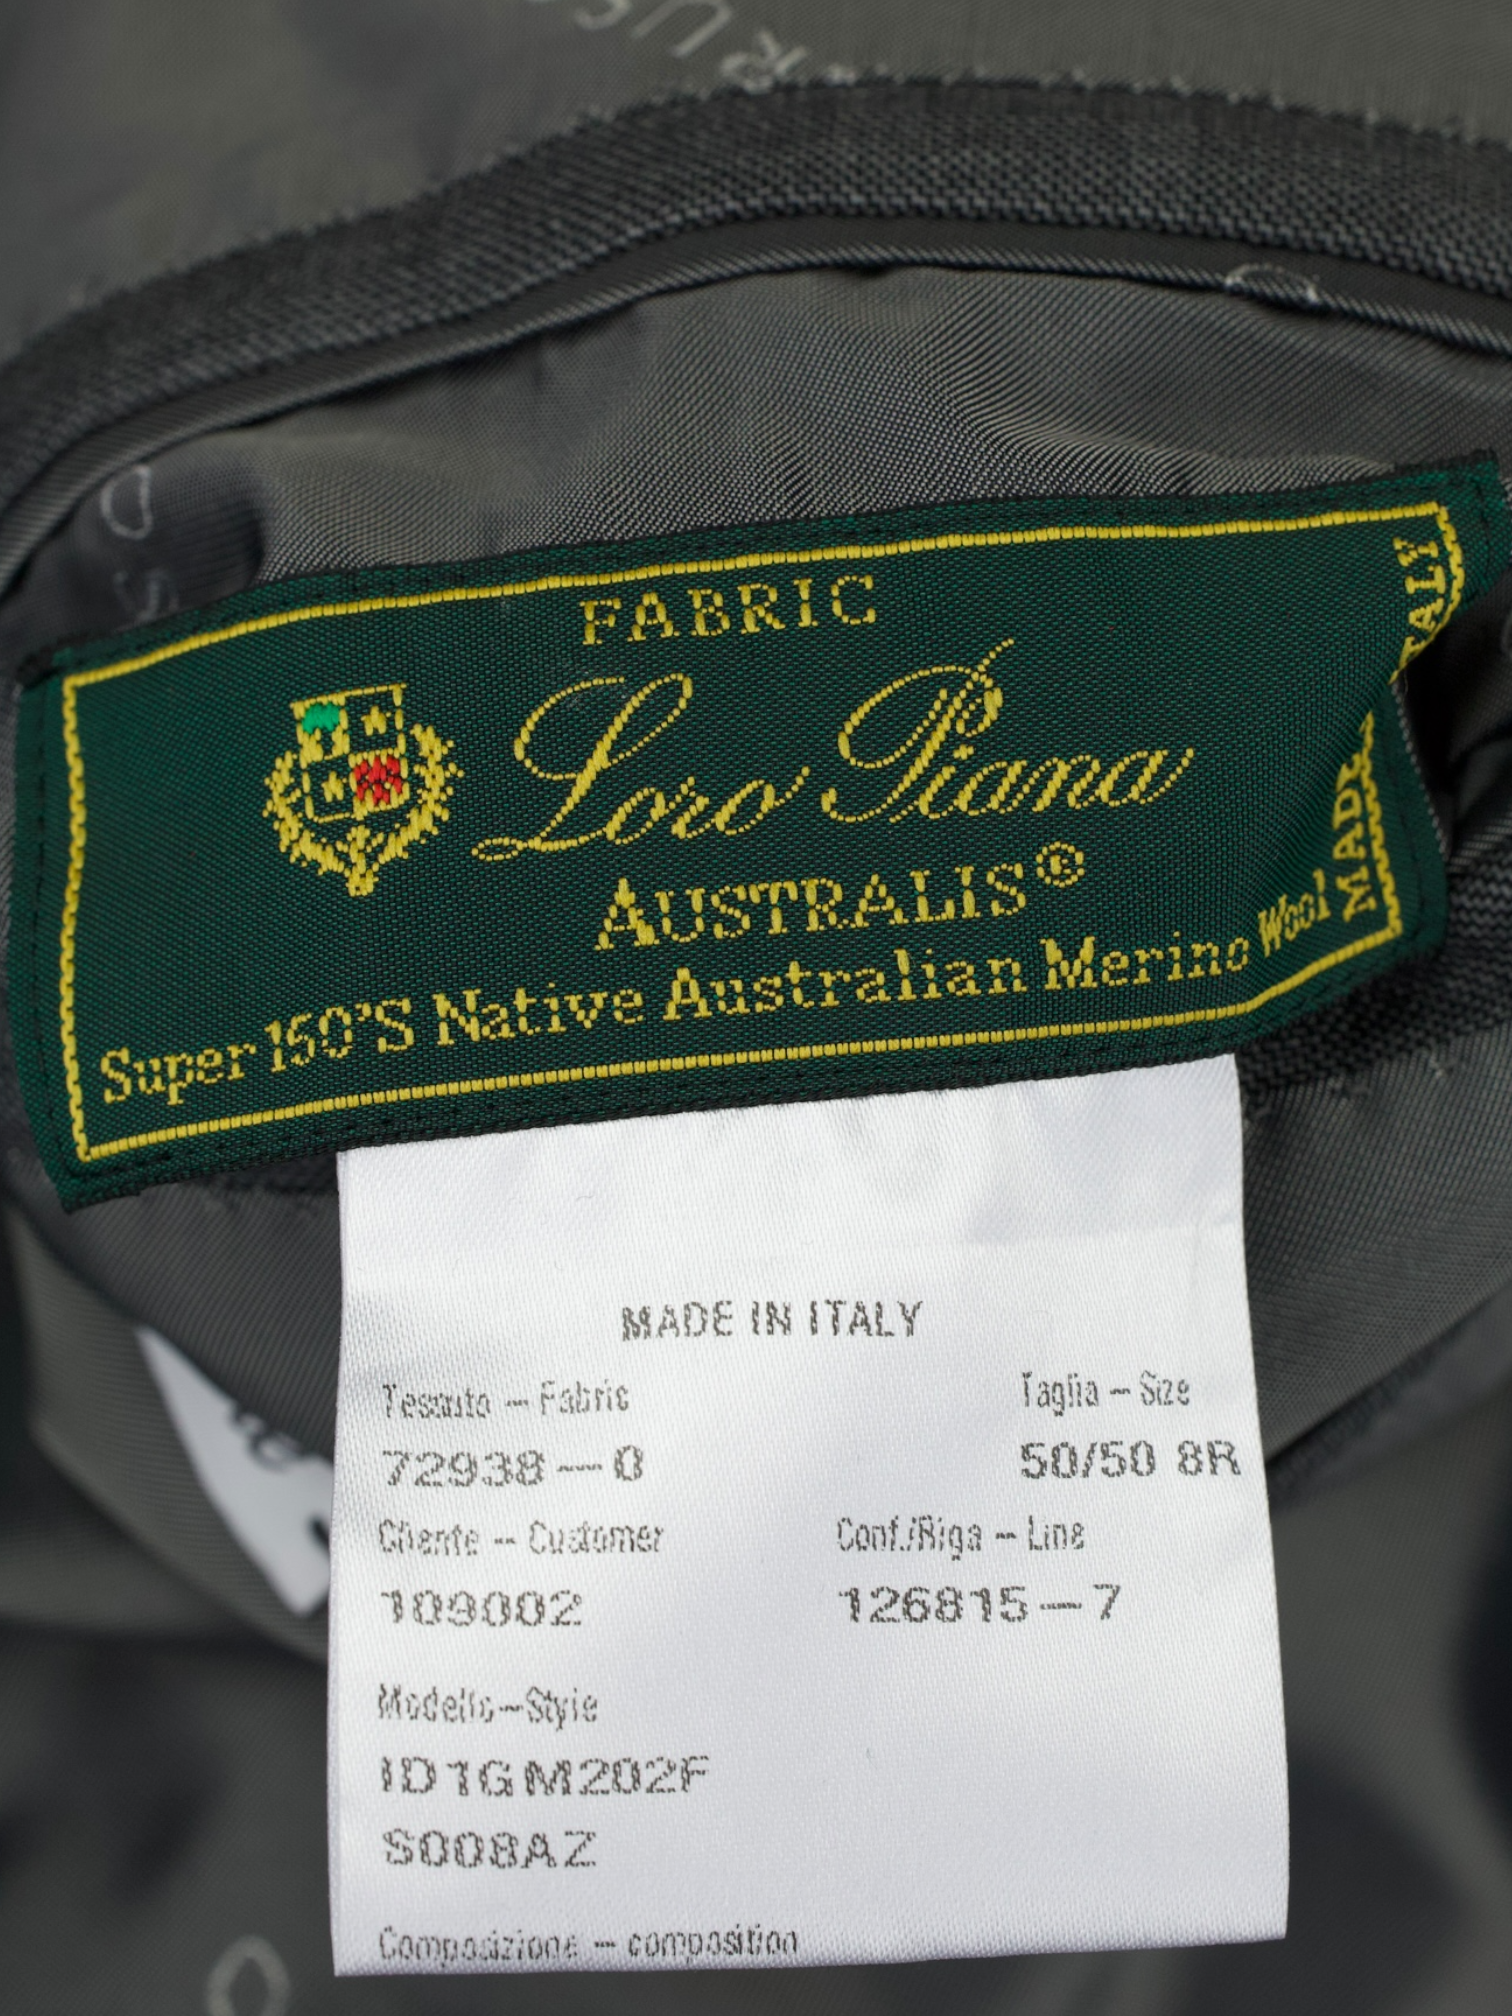 FABRIC
Loro Piana
AUSTRALIS®
Super 150'S Native Australian Merino Wool
MADE ITALY
MADE IN ITALY
Tessuto - Fabric
Taglia - Size
72938-0
50/50 8R
Cliente - Customer
Conf./Riga - Line
109002
126815-7
Modello-Style
ID1GM202F
S008AZ
Composizione - composition